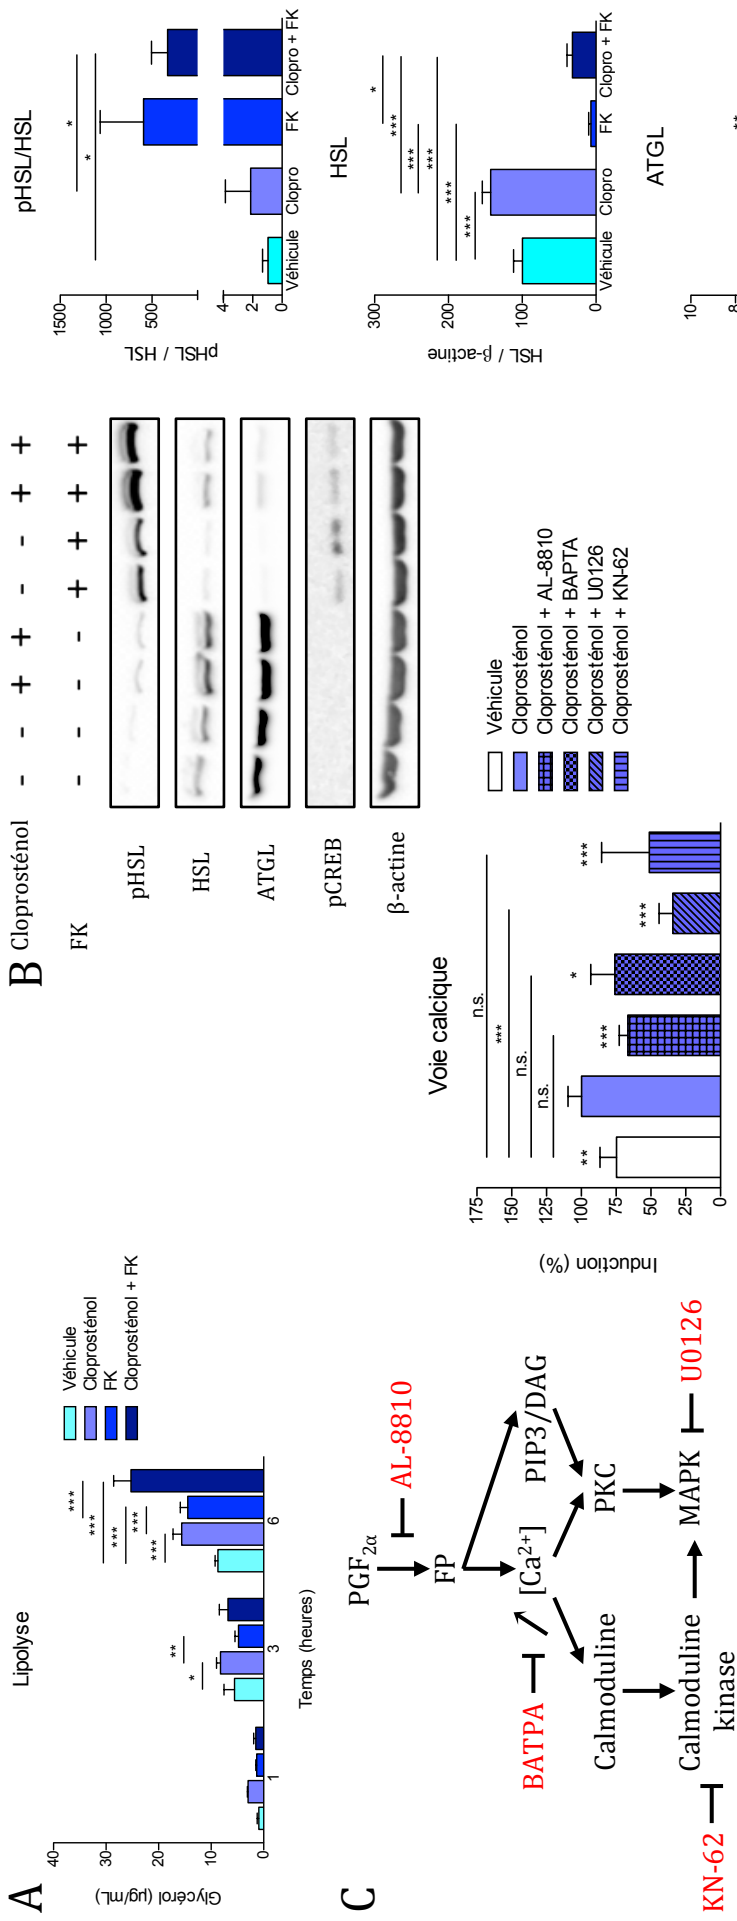 A
Lipolyse
Glycérol (µg/mL)
40
30
20
10
0
1
3
6
Temps (heures)
*
**
***
***
***
***
***
Véhicule
Cloprosténol
FK
Cloprosténol + FK
B
Cloprosténol - - + + - - + +
FK - - - - + + + +
pHSL
HSL
ATGL
pCREB
β-actine
pHSL/HSL
pHSL / HSL
1500
1000
500
4
2
0
*
*
Véhicule
Clopro
FK
Clopro + FK
HSL
HSL / β-actine
300
200
100
0
*
***
***
***
***
***
Véhicule
Clopro
FK
Clopro + FK
ATGL
10
8
**
C
PGF2α
AL-8810
FP
BATPA
[Ca2+]
PIP3/DAG
Calmoduline
PKC
KN-62
Calmoduline kinase
MAPK
U0126
Voie calcique
Induction (%)
175
150
125
100
75
50
25
0
n.s.
***
n.s.
n.s.
**
***
*
***
***
Véhicule
Cloprosténol
Cloprosténol + AL-8810
Cloprosténol + BAPTA
Cloprosténol + U0126
Cloprosténol + KN-62